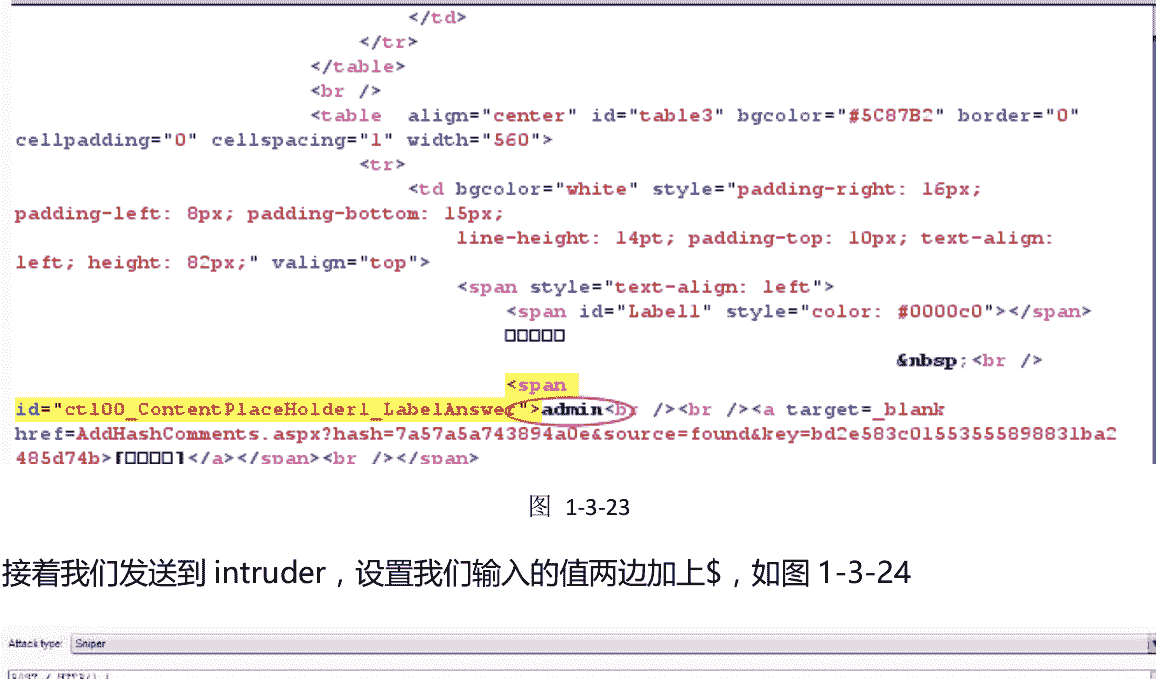 </td>
</tr>
</table>
<br />
<table  align="center" id="table3" bgcolor="#5C87B2" border="0"
cellpadding="0" cellspacing="1" width="560">
<tr>
<td bgcolor="white" style="padding-right: 16px;
padding-left: 8px; padding-bottom: 15px;
line-height: 14pt; padding-top: 10px; text-align:
left; height: 82px;" valign="top">
<span style="text-align: left">
<span id="Label1" style="color: #0000c0"></span>
□□□□□
&nbsp;<br />
<span
id="ctl00_ContentPlaceHolder1_LabelAnswer">admin<br /><br /><a target=_blank
href=AddHashComments.aspx?hash=7a57a5a743894a0e&source=found&key=bd2e583c0155355589883lba2
485d74b>[□□□□]</a></span><br /></span>
图 1-3-23
接着我们发送到 intruder，设置我们输入的值两边加上$，如图 1-3-24
Attack type: Sniper